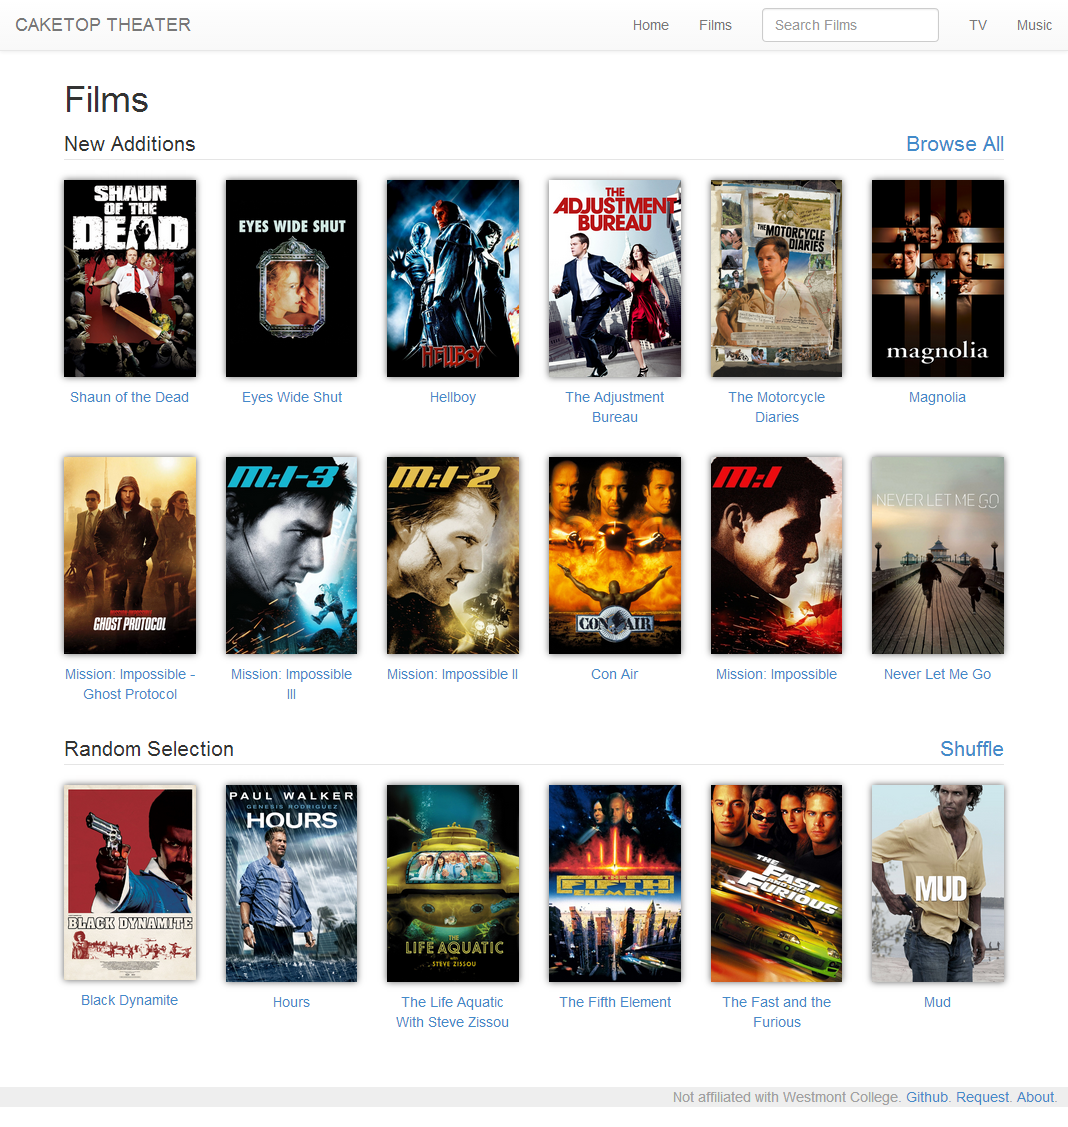 CAKETOP THEATER
Home Films Search Films TV Music
Films
New Additions Browse All
SHAUN
OF THE
DEAD
EYES WIDE SHUT
HELLBOY
THE
ADJUSTMENT
BUREAU
THE MOTORCYCLE
DIARIES
magnolia
Shaun of the Dead
Eyes Wide Shut
Hellboy
The Adjustment
Bureau
The Motorcycle
Diaries
Magnolia
GHOST PROTOCOL
M:I-3
M:I-2
CON AIR
M:I
NEVER LET ME GO
Mission: Impossible -
Ghost Protocol
Mission: Impossible
III
Mission: Impossible II
Con Air
Mission: Impossible
Never Let Me Go
Random Selection Shuffle
BLACK DYNAMITE
PAUL WALKER
GENESIS RODRIGUEZ
HOURS
THE
LIFE AQUATIC
with
STEVE ZISSOU
THE
FIFTH
ELEMENT
THE
FAST
AND THE
FURIOUS
MUD
Black Dynamite
Hours
The Life Aquatic
With Steve Zissou
The Fifth Element
The Fast and the
Furious
Mud
Not affiliated with Westmont College. Github. Request. About.